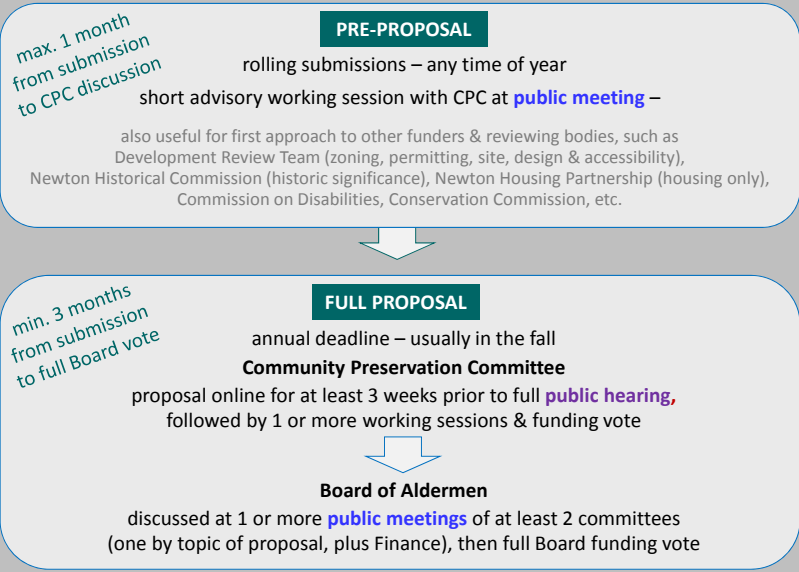 max. 1 month
from submission
to CPC discussion
PRE-PROPOSAL
rolling submissions – any time of year
short advisory working session with CPC at public meeting –
also useful for first approach to other funders & reviewing bodies, such as
Development Review Team (zoning, permitting, site, design & accessibility),
Newton Historical Commission (historic significance), Newton Housing Partnership (housing only),
Commission on Disabilities, Conservation Commission, etc.
min. 3 months
from submission
to full Board vote
FULL PROPOSAL
annual deadline – usually in the fall
Community Preservation Committee
proposal online for at least 3 weeks prior to full public hearing,
followed by 1 or more working sessions & funding vote
Board of Aldermen
discussed at 1 or more public meetings of at least 2 committees
(one by topic of proposal, plus Finance), then full Board funding vote